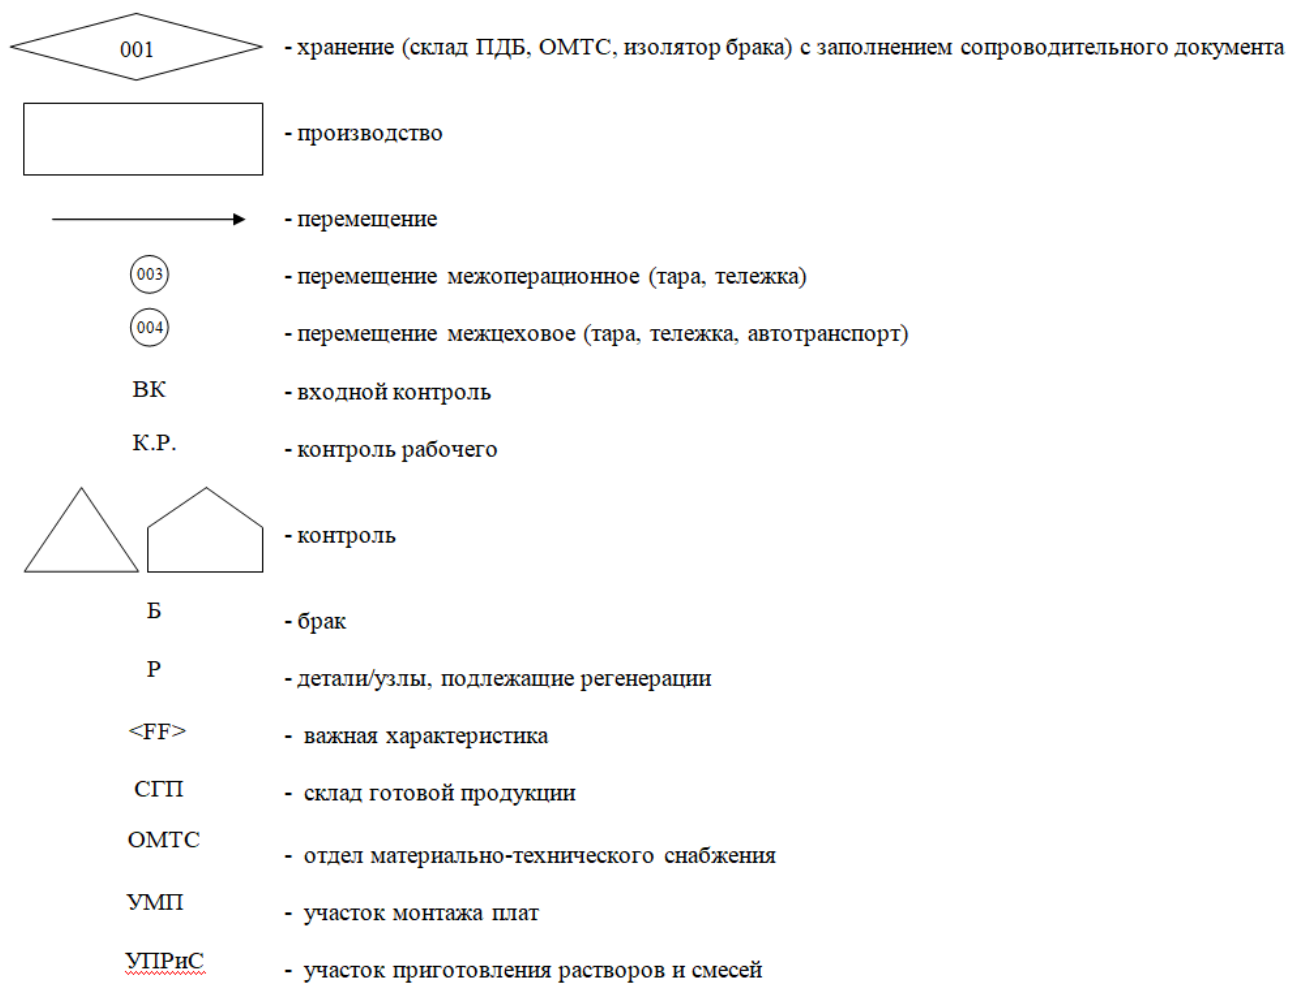 001 - хранение (склад ПДБ, ОМТС, изолятор брака) с заполнением сопроводительного документа
- производство
- перемещение
003 - перемещение межоперационное (тара, тележка)
004 - перемещение межцеховое (тара, тележка, автотранспорт)
ВК - входной контроль
К.Р. - контроль рабочего
- контроль
Б - брак
Р - детали/узлы, подлежащие регенерации
<FF> - важная характеристика
СГП - склад готовой продукции
ОМТС - отдел материально-технического снабжения
УМП - участок монтажа плат
УПРиС - участок приготовления растворов и смесей